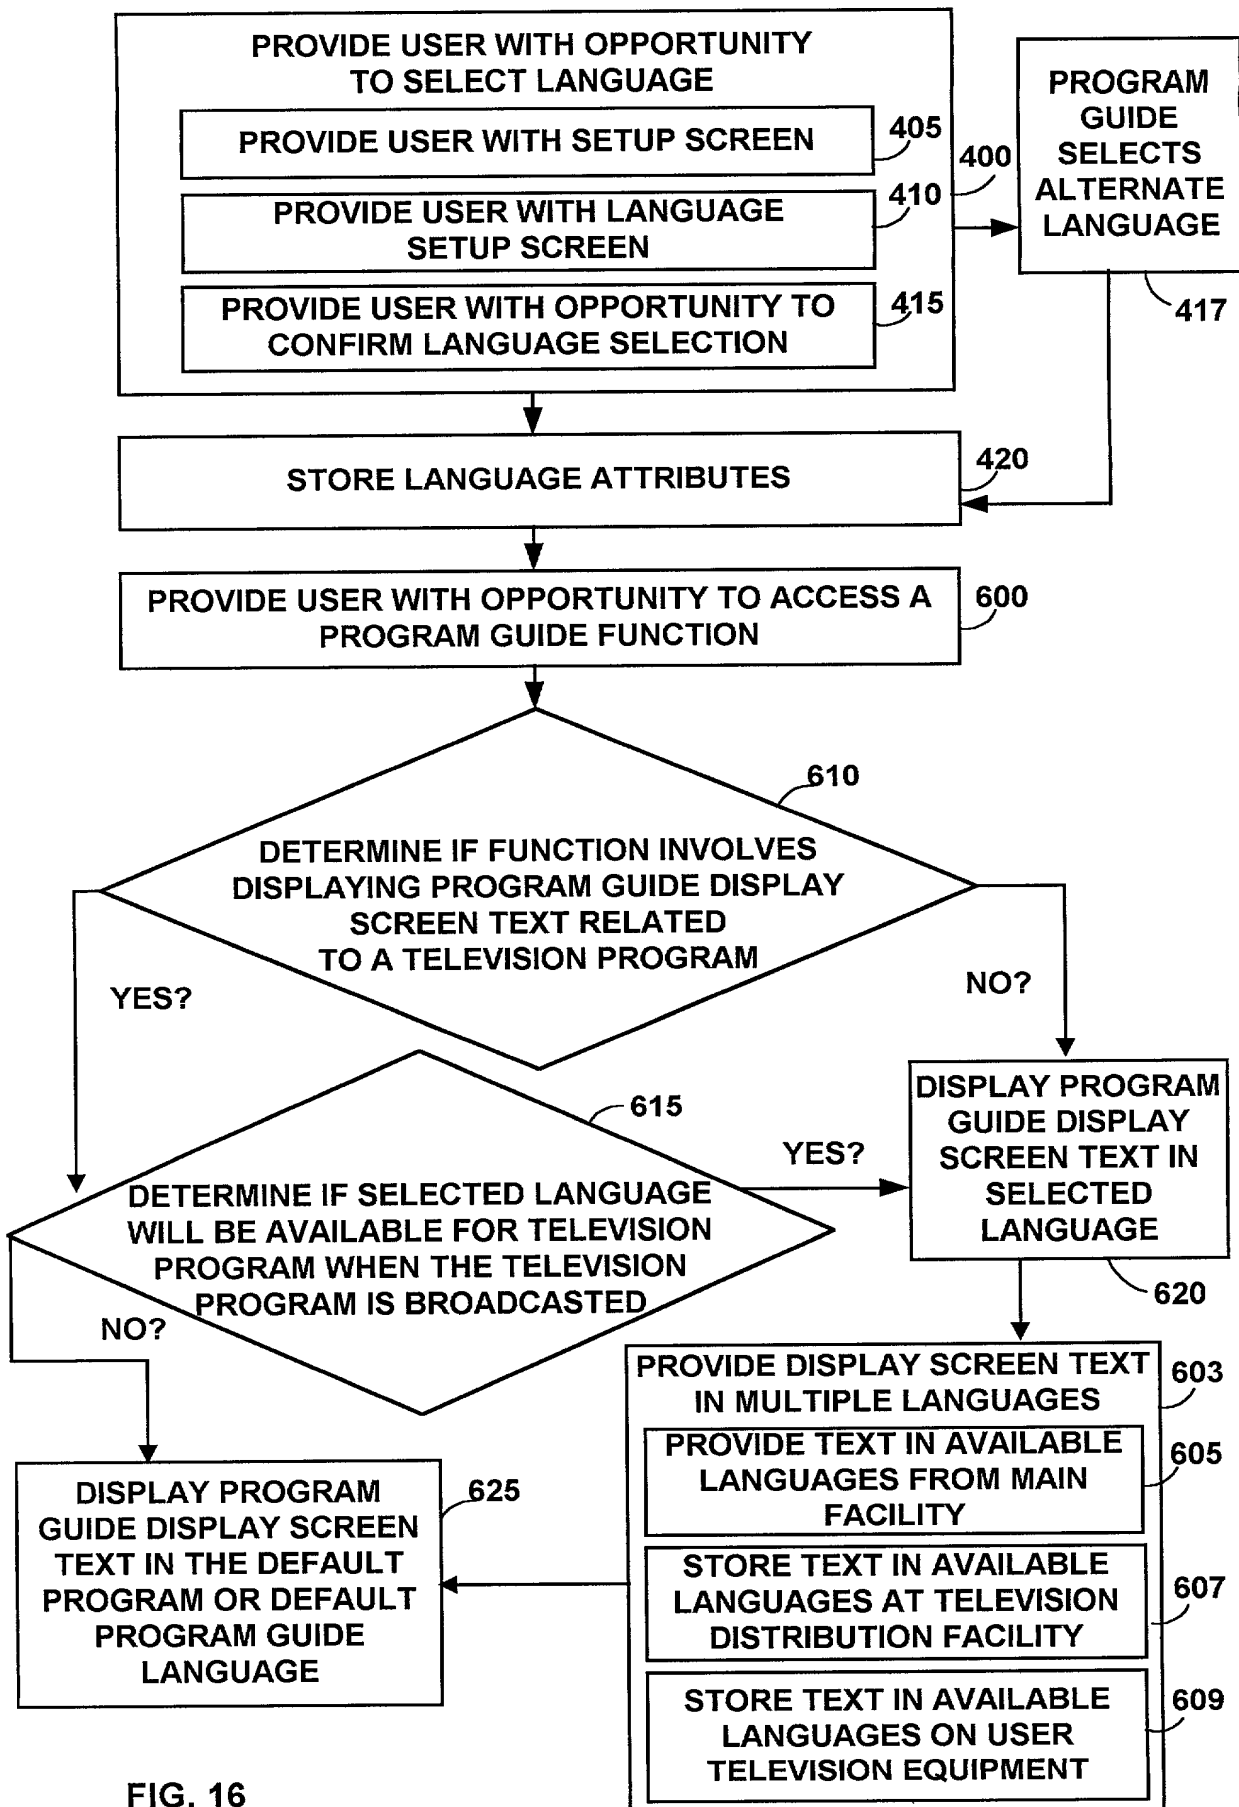 PROVIDE USER WITH OPPORTUNITY
TO SELECT LANGUAGE
PROVIDE USER WITH SETUP SCREEN
405
400
PROVIDE USER WITH LANGUAGE
SETUP SCREEN
410
PROVIDE USER WITH OPPORTUNITY TO
CONFIRM LANGUAGE SELECTION
415
PROGRAM
GUIDE
SELECTS
ALTERNATE
LANGUAGE
417
STORE LANGUAGE ATTRIBUTES
420
PROVIDE USER WITH OPPORTUNITY TO ACCESS A
PROGRAM GUIDE FUNCTION
600
610
DETERMINE IF FUNCTION INVOLVES
DISPLAYING PROGRAM GUIDE DISPLAY
SCREEN TEXT RELATED
TO A TELEVISION PROGRAM
YES?
NO?
615
DETERMINE IF SELECTED LANGUAGE
WILL BE AVAILABLE FOR TELEVISION
PROGRAM WHEN THE TELEVISION
PROGRAM IS BROADCASTED
YES?
NO?
DISPLAY PROGRAM
GUIDE DISPLAY
SCREEN TEXT IN
SELECTED
LANGUAGE
620
PROVIDE DISPLAY SCREEN TEXT
IN MULTIPLE LANGUAGES
603
PROVIDE TEXT IN AVAILABLE
LANGUAGES FROM MAIN
FACILITY
605
STORE TEXT IN AVAILABLE
LANGUAGES AT TELEVISION
DISTRIBUTION FACILITY
607
STORE TEXT IN AVAILABLE
LANGUAGES ON USER
TELEVISION EQUIPMENT
609
DISPLAY PROGRAM
GUIDE DISPLAY SCREEN
TEXT IN THE DEFAULT
PROGRAM OR DEFAULT
PROGRAM GUIDE
LANGUAGE
625
FIG. 16